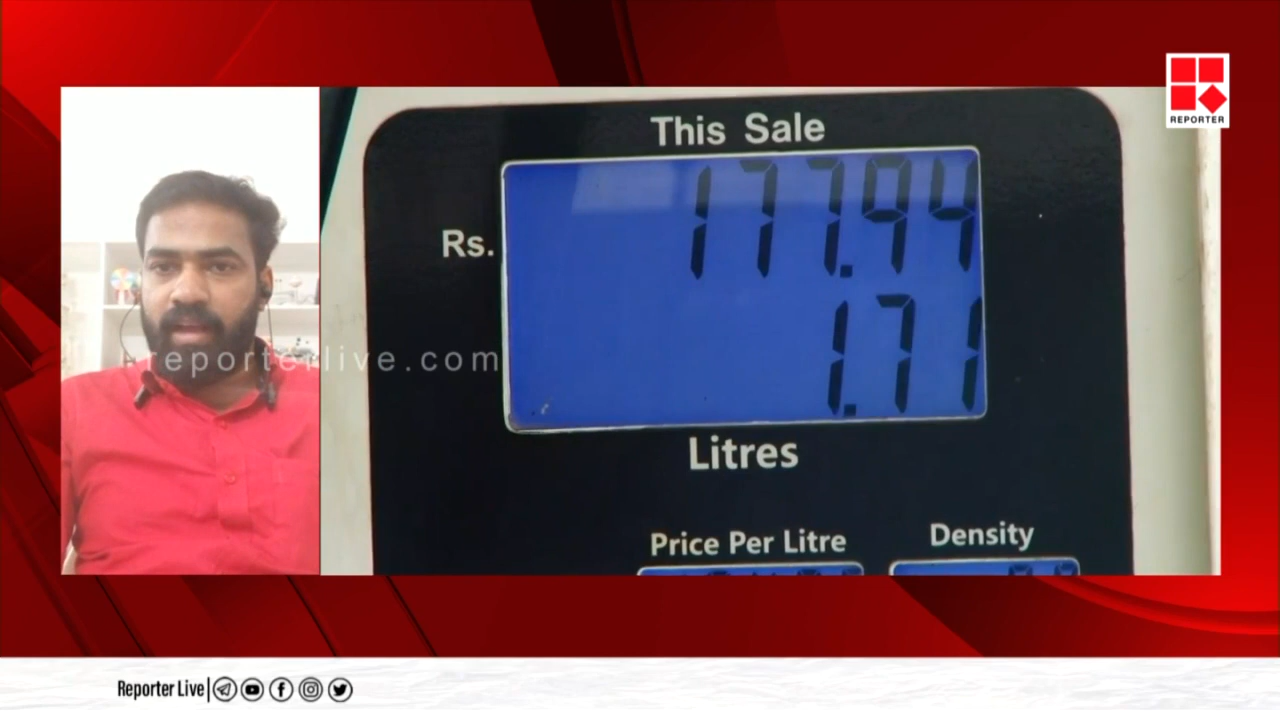 REPORTER
This Sale
Rs. 177.94
1.71
Litres
Price Per Litre
Density
reporterlive.com
Reporter Live